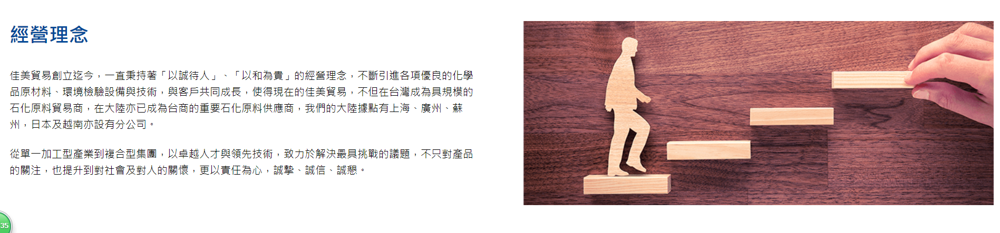 經營理念
佳美貿易創立迄今，一直秉持著「以誠待人」、「以和為貴」的經營理念，不斷引進各項優良的化學
品原材料、環境檢驗設備與技術，與客戶共同成長，使得現在的佳美貿易，不但在台灣成為具規模的
石化原料貿易商，在大陸亦已成為台商的重要石化原料供應商，我們的大陸據點有上海、廣州、蘇
州，日本及越南亦設有分公司。
從單一加工型產業到複合型集團，以卓越人才與領先技術，致力於解決最具挑戰的議題，不只對產品
的關注，也提升到對社會及對人的關懷，更以責任為心，誠摯、誠信、誠懇。
35